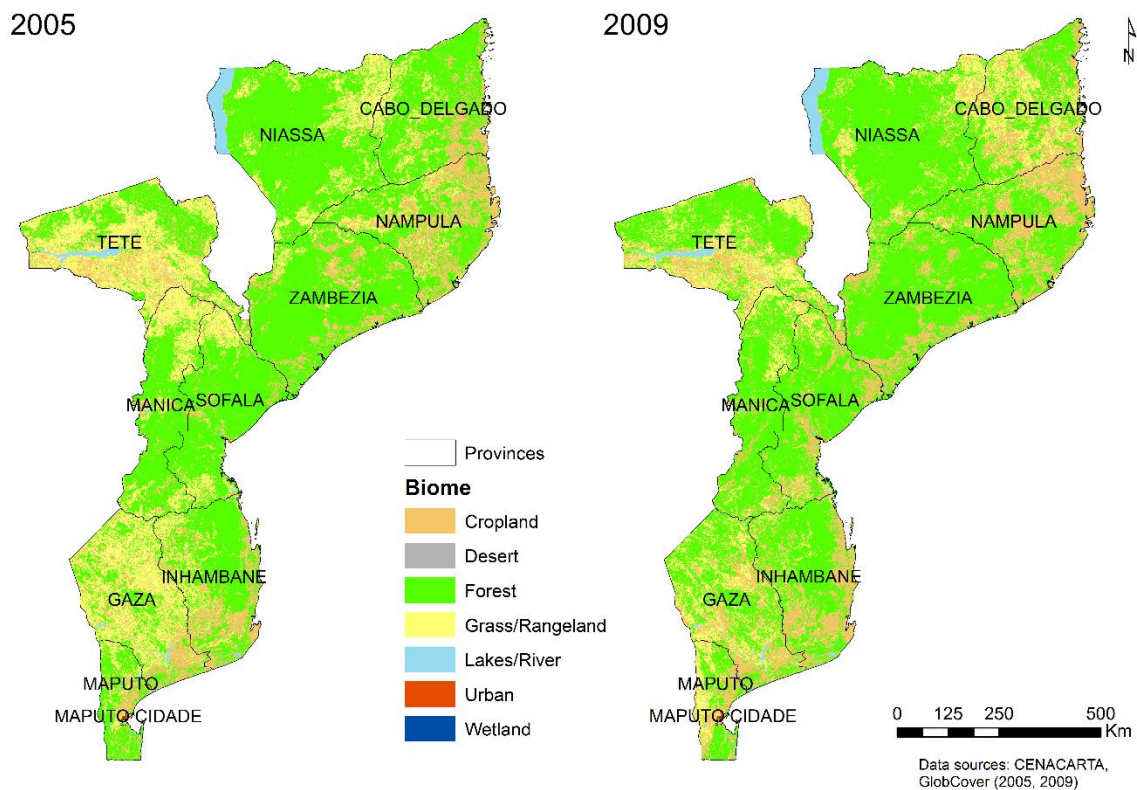 2005
NIASSA
CABO_DELGADO
NAMPULA
TETE
ZAMBEZIA
MANICA
SOFALA
INHAMBANE
GAZA
MAPUTO
MAPUTO CIDADE
Provinces
Biome
Cropland
Desert
Forest
Grass/Rangeland
Lakes/River
Urban
Wetland
2009
N
NIASSA
CABO_DELGADO
NAMPULA
TETE
ZAMBEZIA
MANICA
SOFALA
INHAMBANE
GAZA
MAPUTO
MAPUTO CIDADE
0 125 250 500
Km
Data sources: CENACARTA,
GlobCover (2005, 2009)